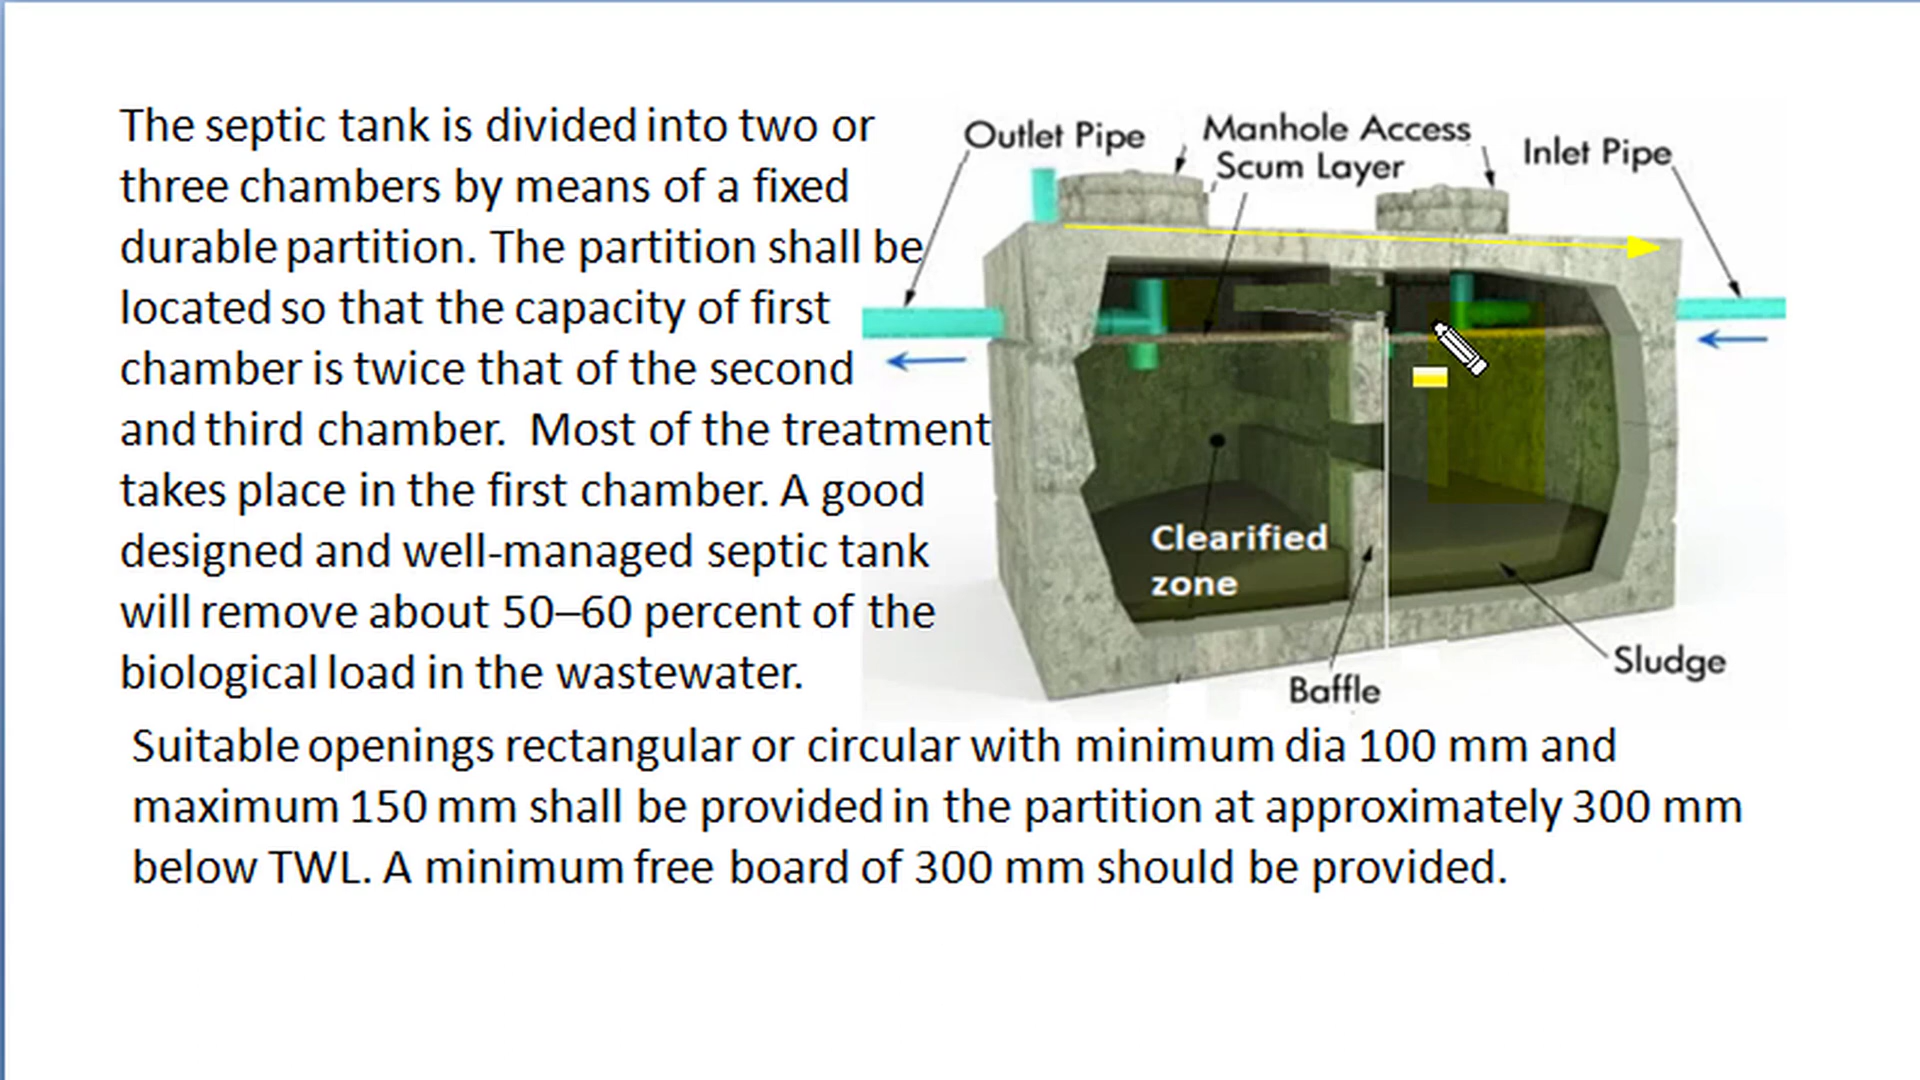 The septic tank is divided into two or
three chambers by means of a fixed
durable partition. The partition shall be
located so that the capacity of first
chamber is twice that of the second
and third chamber. Most of the treatment
takes place in the first chamber. A good
designed and well-managed septic tank
will remove about 50–60 percent of the
biological load in the wastewater.
Outlet Pipe
Manhole Access
Scum Layer
Inlet Pipe
Clearified
zone
Baffle
Sludge
Suitable openings rectangular or circular with minimum dia 100 mm and
maximum 150 mm shall be provided in the partition at approximately 300 mm
below TWL. A minimum free board of 300 mm should be provided.